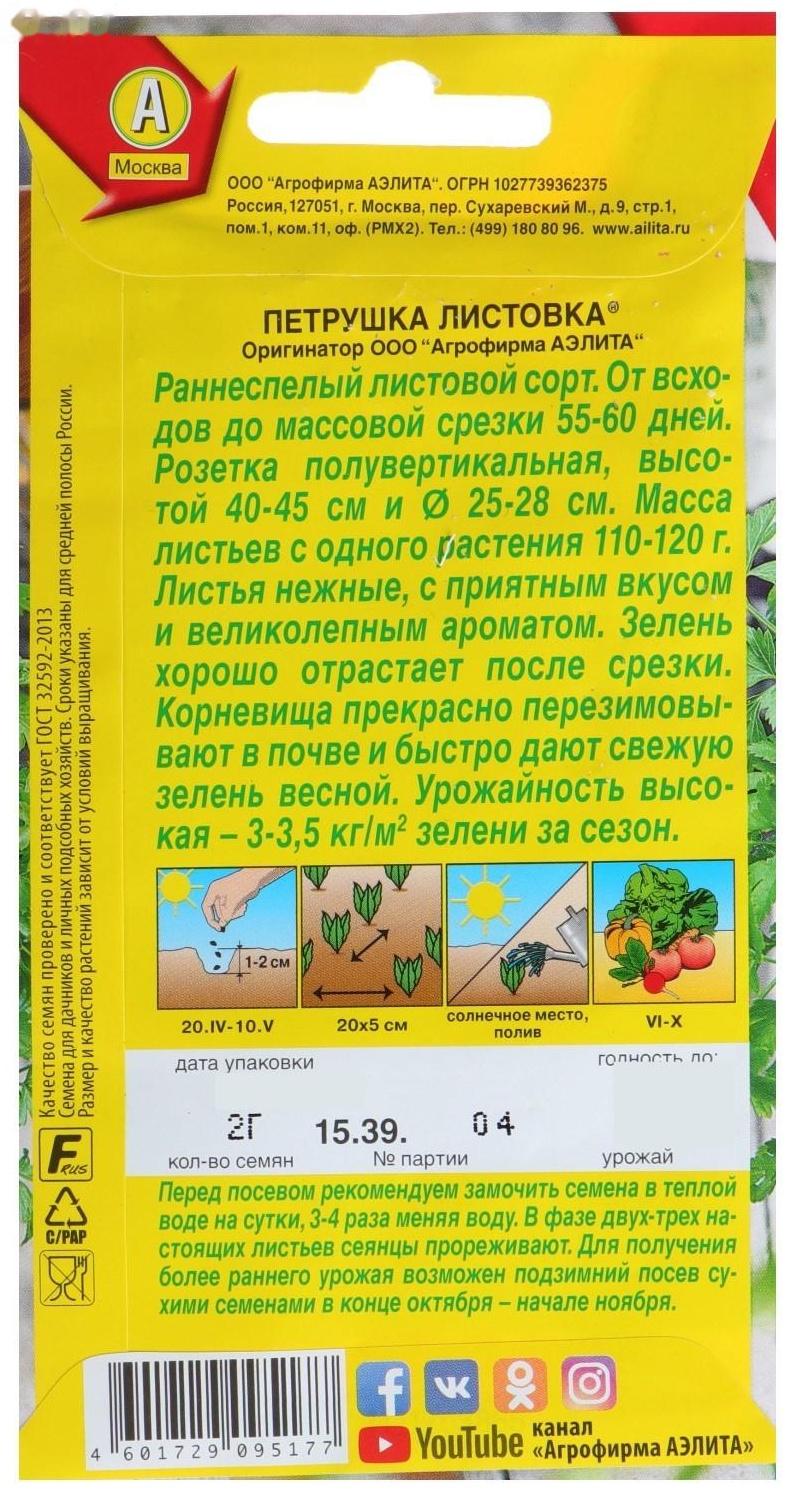 А
Москва
ООО "Агрофирма АЭЛИТА". ОГРН 1027739362375
Россия,127051, г. Москва, пер. Сухаревский М., д.9, стр.1,
пом.1, ком.11, оф. (РМХ2). Тел.: (499) 180 80 96. www.ailita.ru
ПЕТРУШКА ЛИСТОВКА®
Оригинатор ООО "Агрофирма АЭЛИТА"
Раннеспелый листовой сорт. От всхо-
дов до массовой срезки 55-60 дней.
Розетка полувертикальная, высо-
той 40-45 см и Ø 25-28 см. Масса
листьев с одного растения 110-120 г.
Листья нежные, с приятным вкусом
и великолепным ароматом. Зелень
хорошо отрастает после срезки.
Корневища прекрасно перезимовы-
вают в почве и быстро дают свежую
зелень весной. Урожайность высо-
кая – 3-3,5 кг/м² зелени за сезон.
Качество семян проверено и соответствует ГОСТ 32592-2013
Семена для дачников и личных подсобных хозяйств. Сроки указаны для средней полосы России.
Размер и качество растений зависит от условий выращивания.
1-2 см
20.IV-10.V
20х5 см
солнечное место,
полив
VI-X
дата упаковки
годность до:
2Г 15.39. 04
кол-во семян № партии урожай
F RUS
C/PAP
Перед посевом рекомендуем замочить семена в теплой
воде на сутки, 3-4 раза меняя воду. В фазе двух-трех на-
стоящих листьев сеянцы прореживают. Для получения
более раннего урожая возможен подзимний посев су-
хими семенами в конце октября – начале ноября.
4 601729 095177
YouTube канал
«Агрофирма АЭЛИТА»